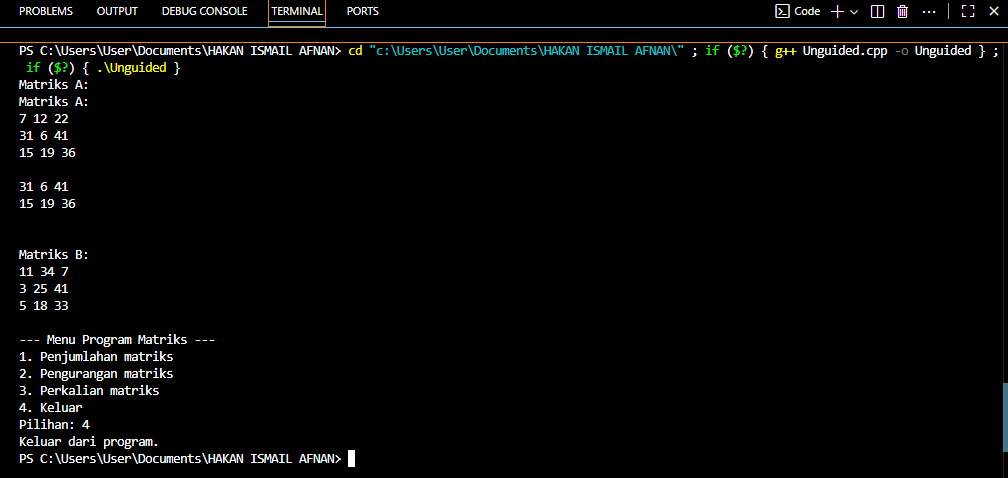 PROBLEMS OUTPUT DEBUG CONSOLE TERMINAL PORTS Code
PS C:\Users\User\Documents\HAKAN ISMAIL AFNAN> cd "c:\Users\User\Documents\HAKAN ISMAIL AFNAN\" ; if ($?) { g++ Unguided.cpp -o Unguided } ;
if ($?) { .\Unguided }
Matriks A:
Matriks A:
7 12 22
31 6 41
15 19 36
31 6 41
15 19 36
Matriks B:
11 34 7
3 25 41
5 18 33
--- Menu Program Matriks ---
1. Penjumlahan matriks
2. Pengurangan matriks
3. Perkalian matriks
4. Keluar
Pilihan: 4
Keluar dari program.
PS C:\Users\User\Documents\HAKAN ISMAIL AFNAN>